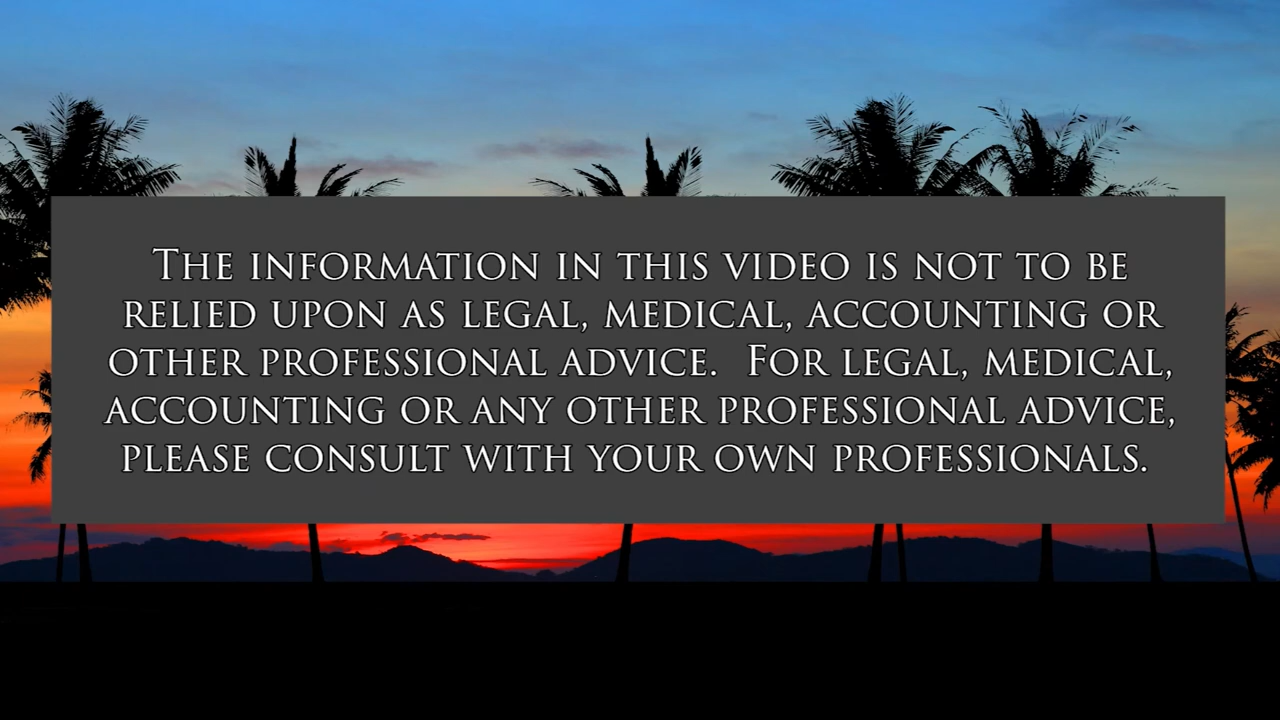 The information in this video is not to be
relied upon as legal, medical, accounting or
other professional advice.  For legal, medical,
accounting or any other professional advice,
please consult with your own professionals.